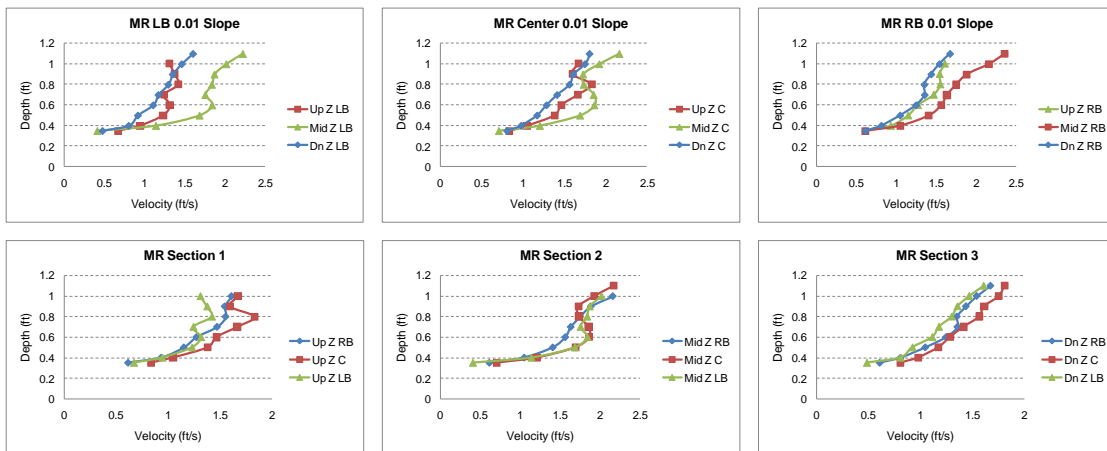 MR LB 0.01 Slope
Depth (ft)
1.2
1
0.8
0.6
0.4
0.2
0
0 0.5 1 1.5 2 2.5
Velocity (ft/s)
Up Z LB
Mid Z LB
Dn Z LB
MR Center 0.01 Slope
Depth (ft)
1.2
1
0.8
0.6
0.4
0.2
0
0 0.5 1 1.5 2 2.5
Velocity (ft/s)
Up Z C
Mid Z C
Dn Z C
MR RB 0.01 Slope
Depth (ft)
1.2
1
0.8
0.6
0.4
0.2
0
0 0.5 1 1.5 2 2.5
Velocity (ft/s)
Up Z RB
Mid Z RB
Dn Z RB
MR Section 1
Depth (ft)
1.2
1
0.8
0.6
0.4
0.2
0
0 0.5 1 1.5 2
Velocity (ft/s)
Up Z RB
Up Z C
Up Z LB
MR Section 2
Depth (ft)
1.2
1
0.8
0.6
0.4
0.2
0
0 0.5 1 1.5 2 2.5
Velocity (ft/s)
Mid Z RB
Mid Z C
Mid Z LB
MR Section 3
Depth (ft)
1.2
1
0.8
0.6
0.4
0.2
0
0 0.5 1 1.5 2
Velocity (ft/s)
Dn Z RB
Dn Z C
Dn Z LB